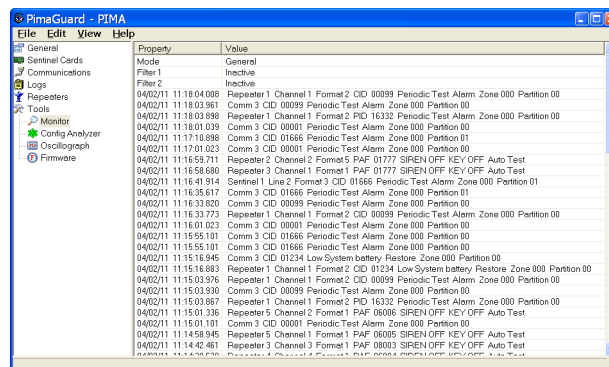 PimaGuard - PIMA
File Edit View Help
General
Sentinel Cards
Communications
Logs
Repeaters
Tools
Monitor
Config Analyzer
Oscillograph
Firmware
Property Value
Mode General
Filter 1 Inactive
Filter 2 Inactive
04/02/11 11:18:04.008 Repeater 1 Channel 1 Format 2 CID 00099 Periodic Test Alarm Zone 000 Partition 00
04/02/11 11:18:03.961 Comm 3 CID 00099 Periodic Test Alarm Zone 000 Partition 00
04/02/11 11:18:03.898 Repeater 1 Channel 1 Format 2 PID 16332 Periodic Test Alarm Zone 000 Partition 00
04/02/11 11:18:01.039 Comm 3 CID 00001 Periodic Test Alarm Zone 000 Partition 00
04/02/11 11:17:10.898 Comm 3 CID 01666 Periodic Test Alarm Zone 000 Partition 01
04/02/11 11:17:01.023 Comm 3 CID 00001 Periodic Test Alarm Zone 000 Partition 00
04/02/11 11:16:59.711 Repeater 2 Channel 2 Format 5 PAF 01777 SIREN OFF KEY OFF Auto Test
04/02/11 11:16:58.680 Repeater 3 Channel 1 Format 1 PAF 01777 SIREN OFF KEY OFF Auto Test
04/02/11 11:16:41.914 Sentinel 1 Line 2 Format 3 CID 01666 Periodic Test Alarm Zone 000 Partition 01
04/02/11 11:16:35.617 Comm 3 CID 01666 Periodic Test Alarm Zone 000 Partition 01
04/02/11 11:16:33.820 Comm 3 CID 00099 Periodic Test Alarm Zone 000 Partition 00
04/02/11 11:16:33.773 Repeater 1 Channel 1 Format 2 CID 00099 Periodic Test Alarm Zone 000 Partition 00
04/02/11 11:16:01.023 Comm 3 CID 00001 Periodic Test Alarm Zone 000 Partition 00
04/02/11 11:15:55.101 Comm 3 CID 01666 Periodic Test Alarm Zone 000 Partition 00
04/02/11 11:15:55.101 Comm 3 CID 01666 Periodic Test Alarm Zone 000 Partition 01
04/02/11 11:15:16.945 Comm 3 CID 01234 Low System battery Restore Zone 000 Partition 00
04/02/11 11:15:16.883 Repeater 1 Channel 1 Format 2 CID 01234 Low System battery Restore Zone 000 Partition 00
04/02/11 11:15:03.976 Repeater 1 Channel 1 Format 2 CID 00099 Periodic Test Alarm Zone 000 Partition 00
04/02/11 11:15:03.930 Comm 3 CID 00099 Periodic Test Alarm Zone 000 Partition 00
04/02/11 11:15:03.867 Repeater 1 Channel 1 Format 2 PID 16332 Periodic Test Alarm Zone 000 Partition 00
04/02/11 11:15:01.336 Repeater 5 Channel 2 Format 1 PAF 06006 SIREN OFF KEY OFF Auto Test
04/02/11 11:15:01.101 Comm 3 CID 00001 Periodic Test Alarm Zone 000 Partition 00
04/02/11 11:14:58.945 Repeater 5 Channel 1 Format 1 PAF 06005 SIREN OFF KEY OFF Auto Test
04/02/11 11:14:42.461 Repeater 3 Channel 3 Format 1 PAF 08003 SIREN OFF KEY OFF Auto Test